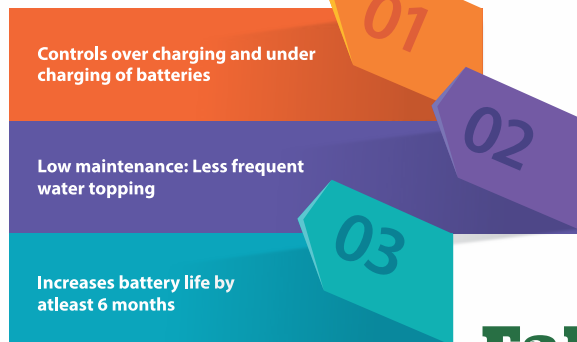 01
Controls over charging and under
charging of batteries
02
Low maintenance: Less frequent
water topping
03
Increases battery life by
atleast 6 months